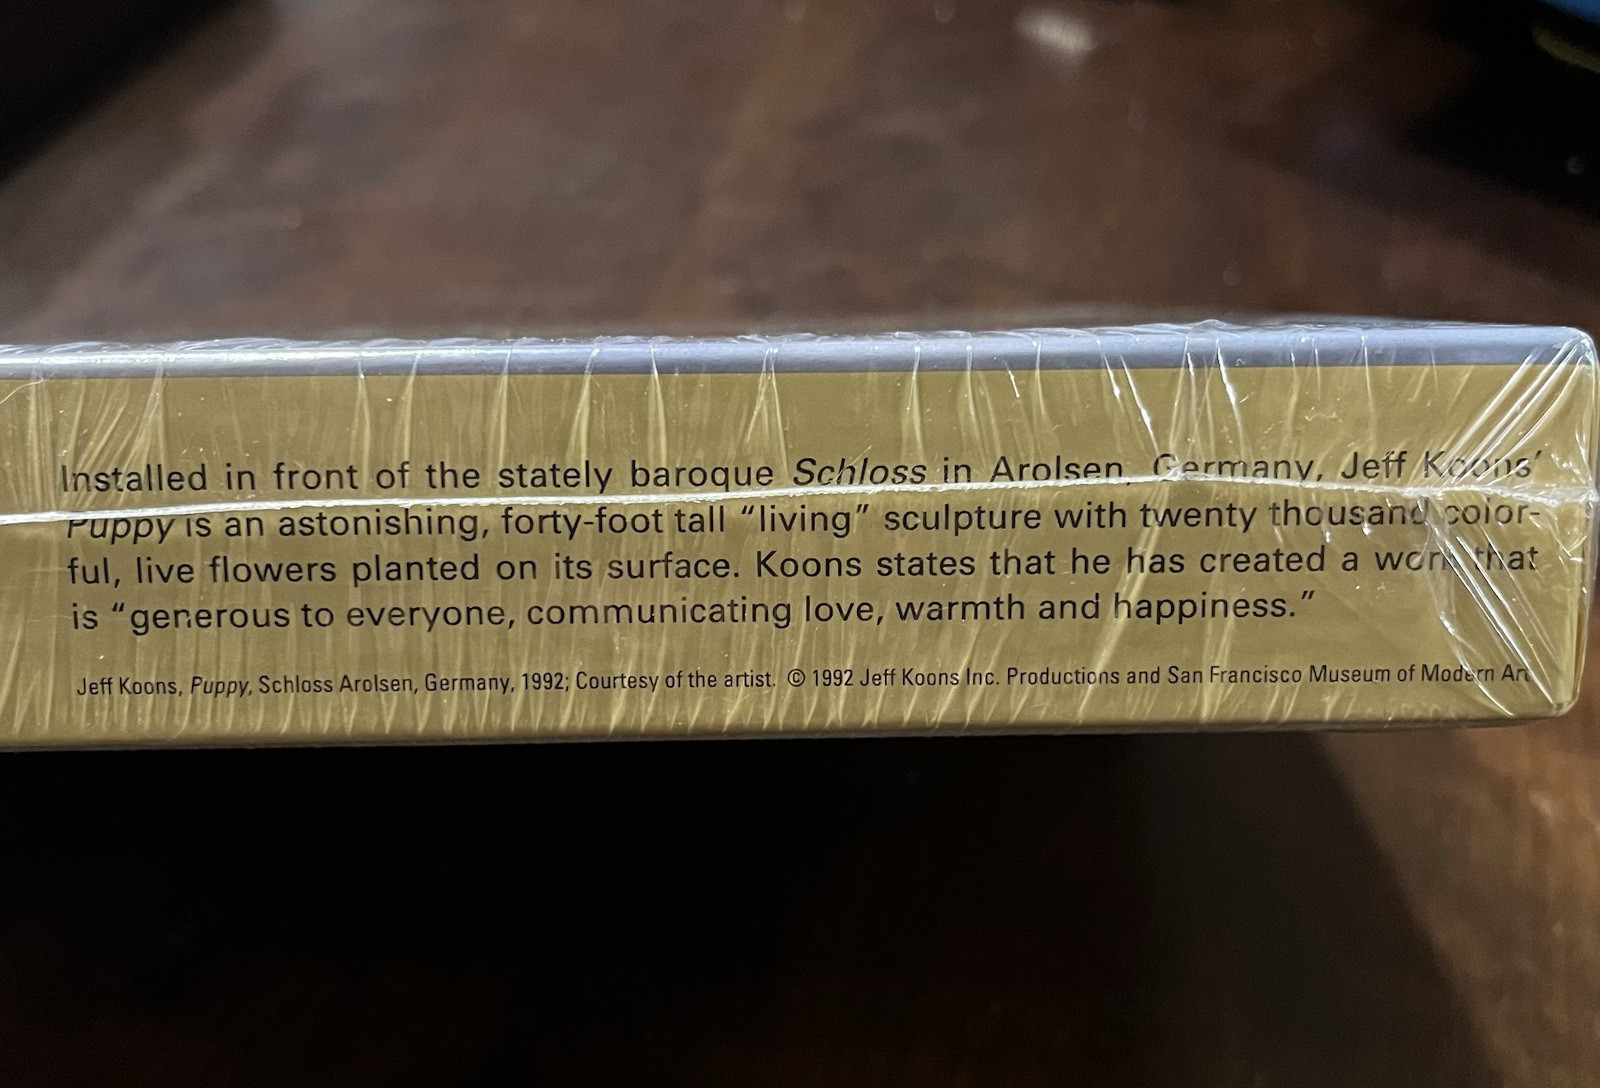 Installed in front of the stately baroque Schloss in Arolsen, Germany, Jeff Koons'
Puppy is an astonishing, forty-foot tall “living” sculpture with twenty thousand color-
ful, live flowers planted on its surface. Koons states that he has created a work that
is “generous to everyone, communicating love, warmth and happiness.”
Jeff Koons, Puppy, Schloss Arolsen, Germany, 1992; Courtesy of the artist. © 1992 Jeff Koons Inc. Productions and San Francisco Museum of Modern Art